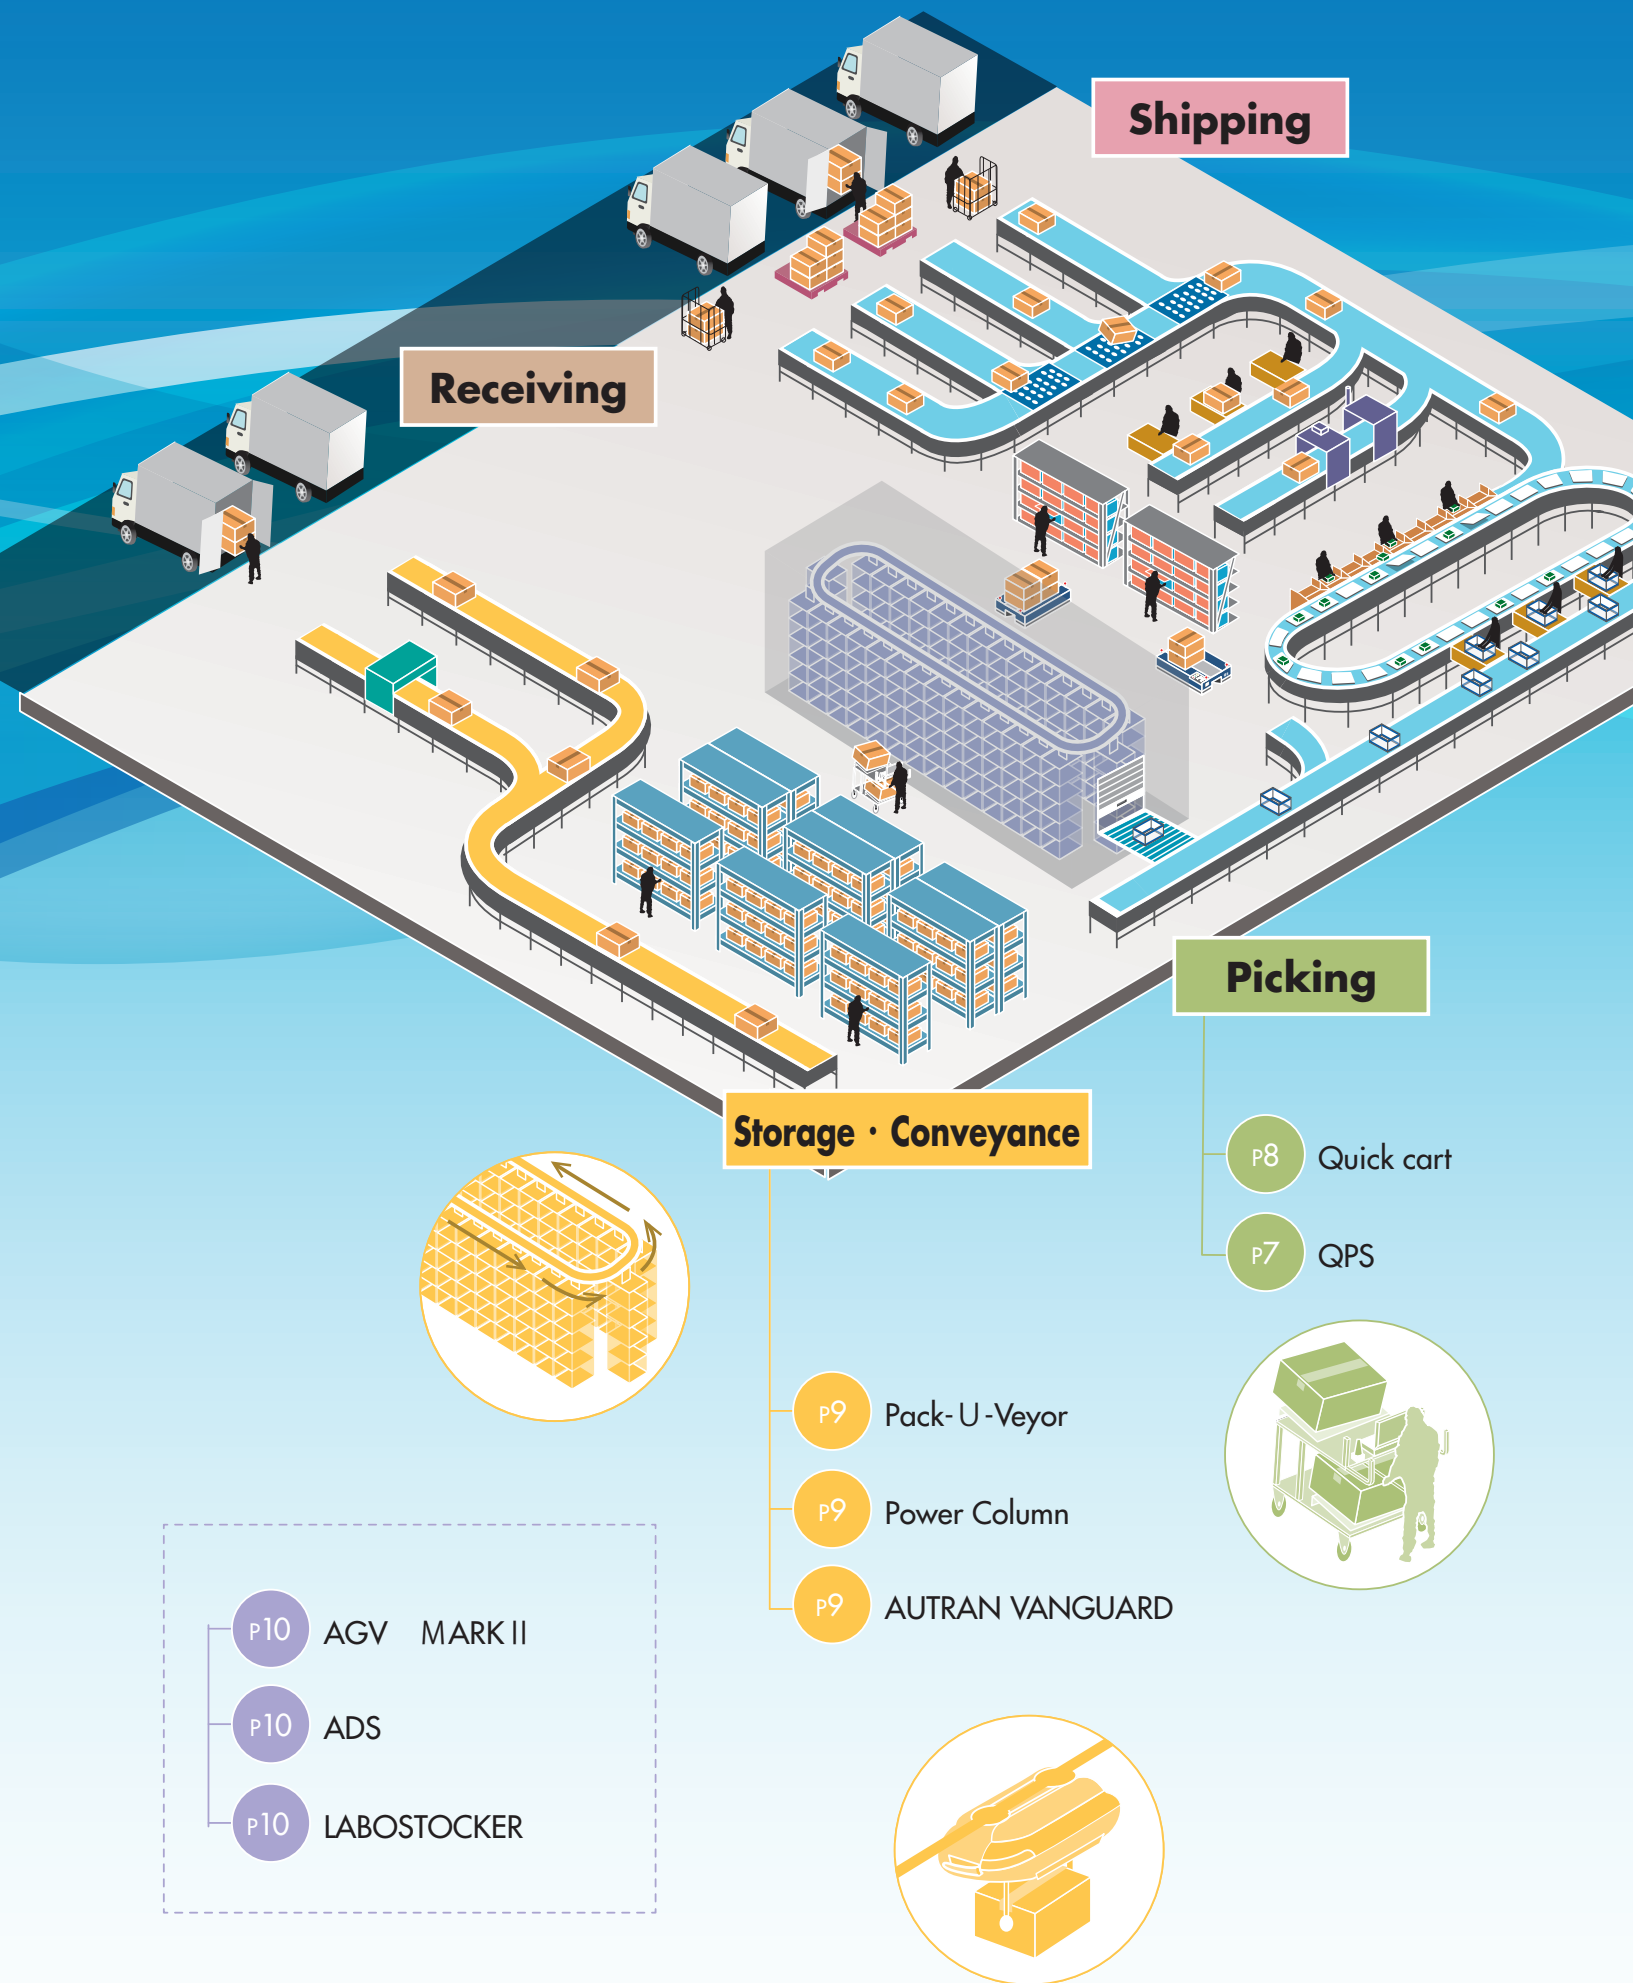 Shipping
Receiving
Picking
P8 Quick cart
P7 QPS
Storage・Conveyance
P9 Pack-U-Veyor
P9 Power Column
P9 AUTRAN VANGUARD
P10 AGV MARK II
P10 ADS
P10 LABOSTOCKER